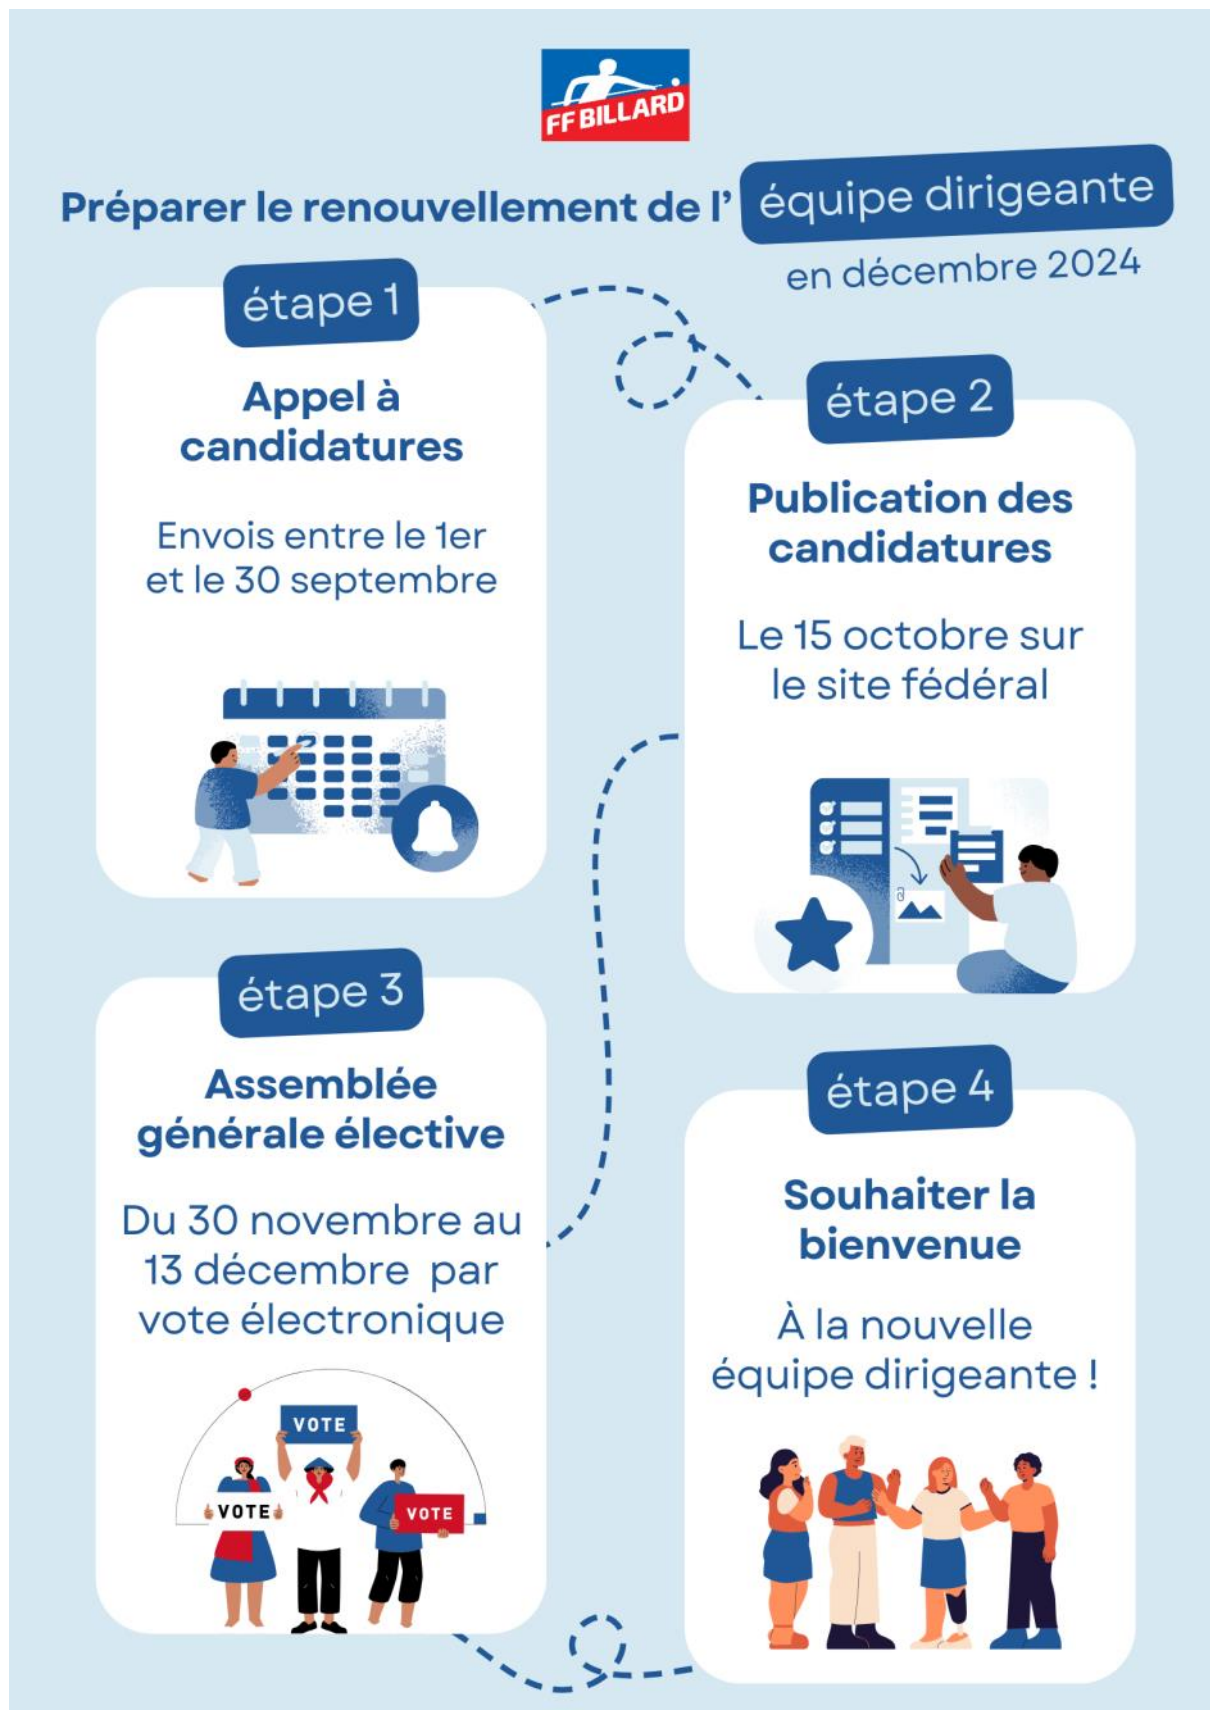 FF BILLARD
Préparer le renouvellement de l' équipe dirigeante
en décembre 2024
étape 1
Appel à
candidatures
Envois entre le 1er
et le 30 septembre
étape 2
Publication des
candidatures
Le 15 octobre sur
le site fédéral
étape 3
Assemblée
générale élective
Du 30 novembre au
13 décembre par
vote électronique
VOTE
VOTE
VOTE
étape 4
Souhaiter la
bienvenue
À la nouvelle
équipe dirigeante !